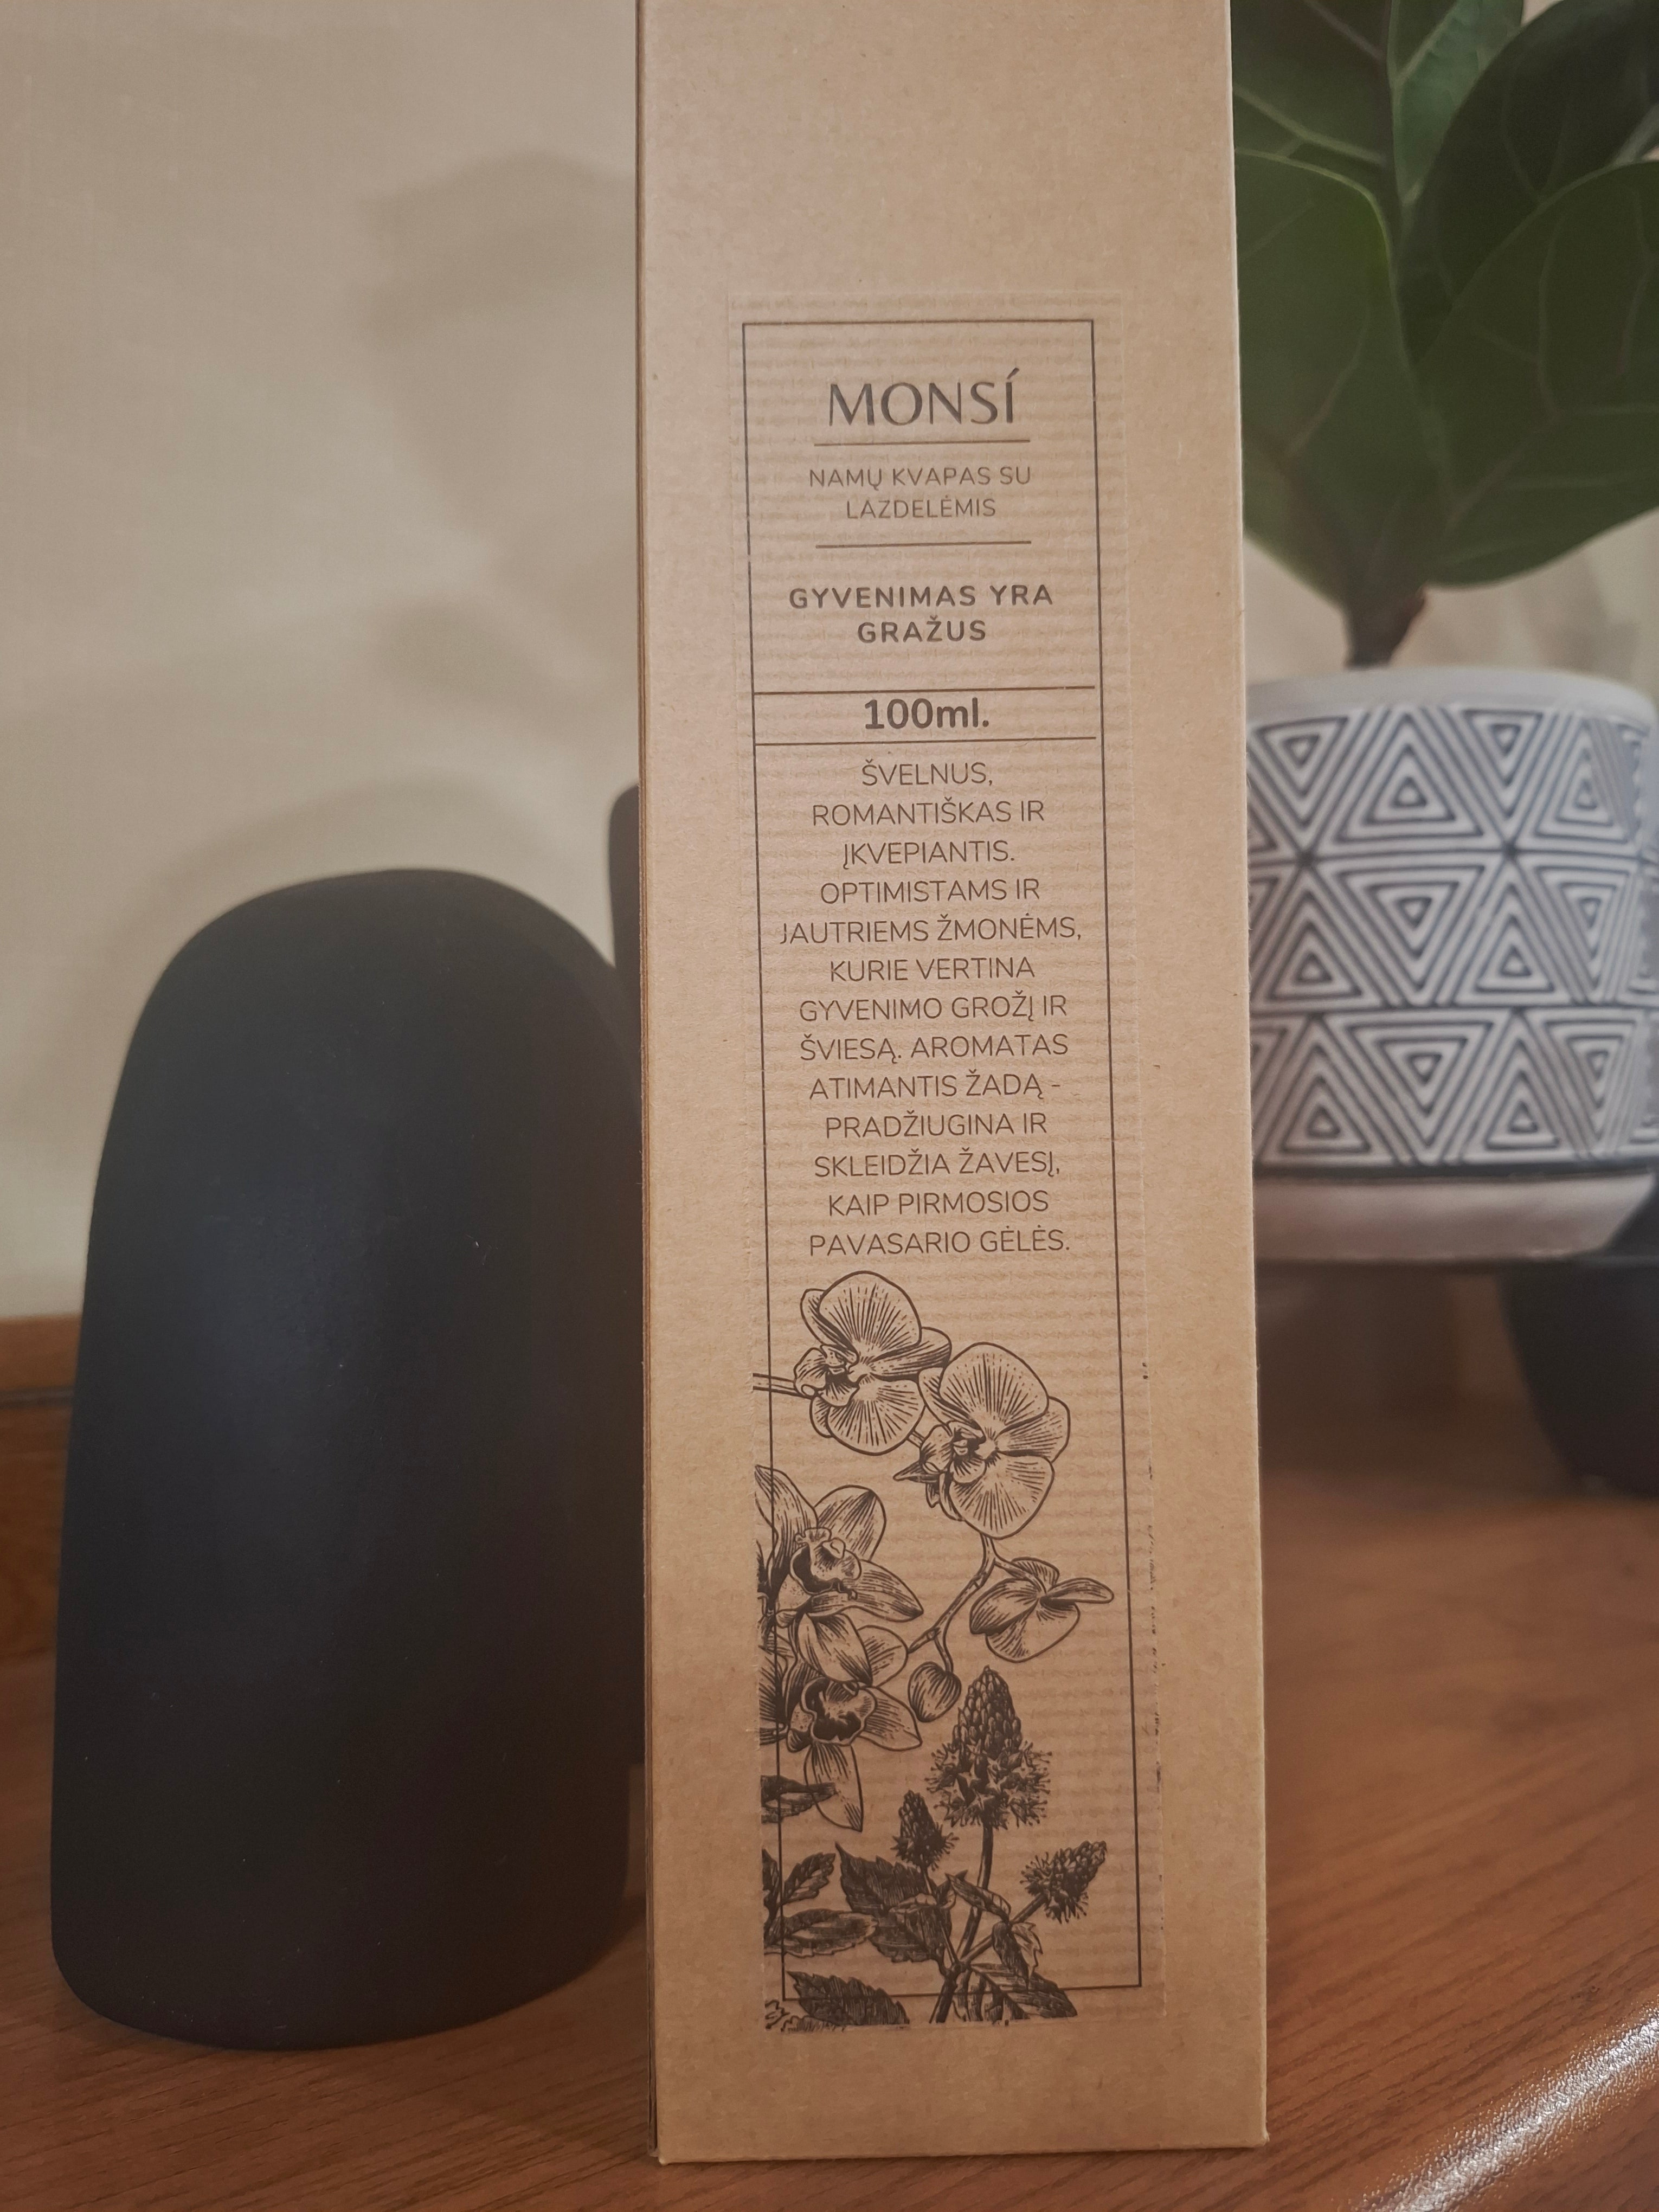 MONSÍ
NAMŲ KVAPAS SU
LAZDELĖMIS
GYVENIMAS YRA
GRAŽUS
100ml.
ŠVELNUS,
ROMANTIŠKAS IR
ĮKVEPIANTIS.
OPTIMISTAMS IR
JAUTRIEMS ŽMONĖMS,
KURIE VERTINA
GYVENIMO GROŽĮ IR
ŠVIESĄ. AROMATAS
ATIMANTIS ŽADĄ -
PRADŽIUGINA IR
SKLEIDŽIA ŽAVESĮ,
KAIP PIRMOSIOS
PAVASARIO GĖLĖS.